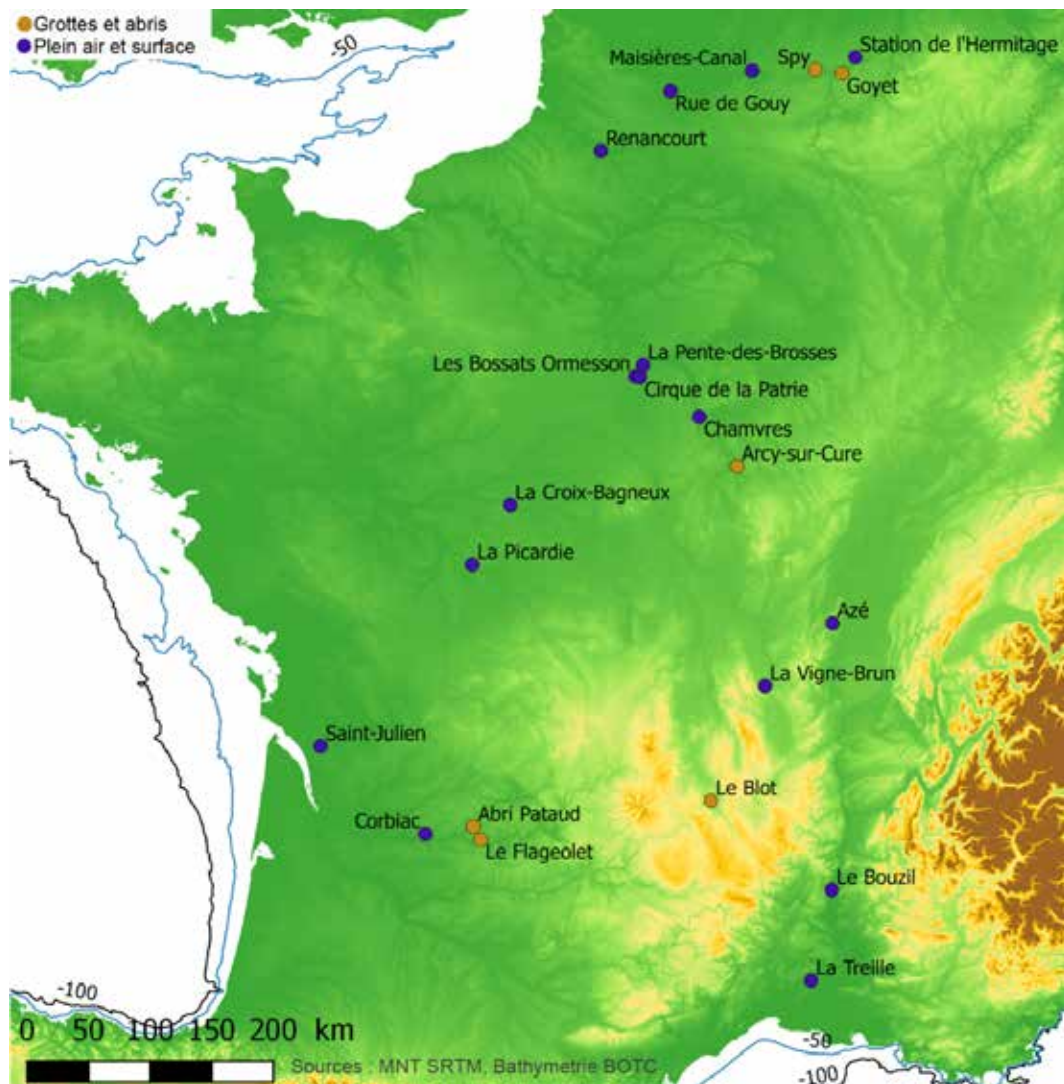 Grottes et abris
Plein air et surface
-50
Maisières-Canal
Spy
Station de l'Hermitage
Goyet
Rue de Gouy
Renancourt
La Pente-des-Brosses
Les Bossats Ormesson
Cirque de la Patrie
Chamvres
Arcy-sur-Cure
La Croix-Bagneux
La Picardie
Azé
La Vigne-Brun
Saint-Julien
Le Blot
Abri Pataud
Corbiac
Le Flageolet
Le Bouzil
La Treille
-100
0 50 100 150 200 km
-50
Sources : MNT SRTM, Bathymetrie BOTC
-100